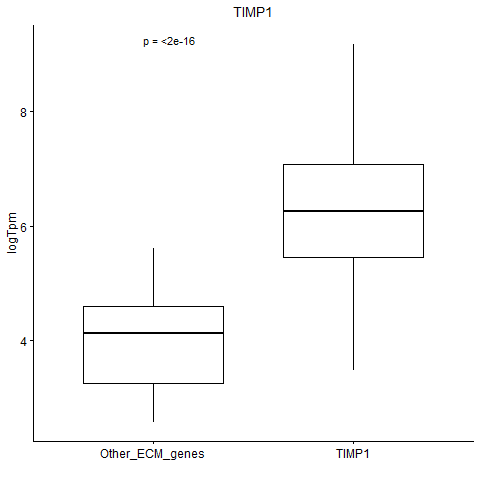 TIMP1
p = <2e-16
8
6
4
logTpm
Other_ECM_genes
TIMP1